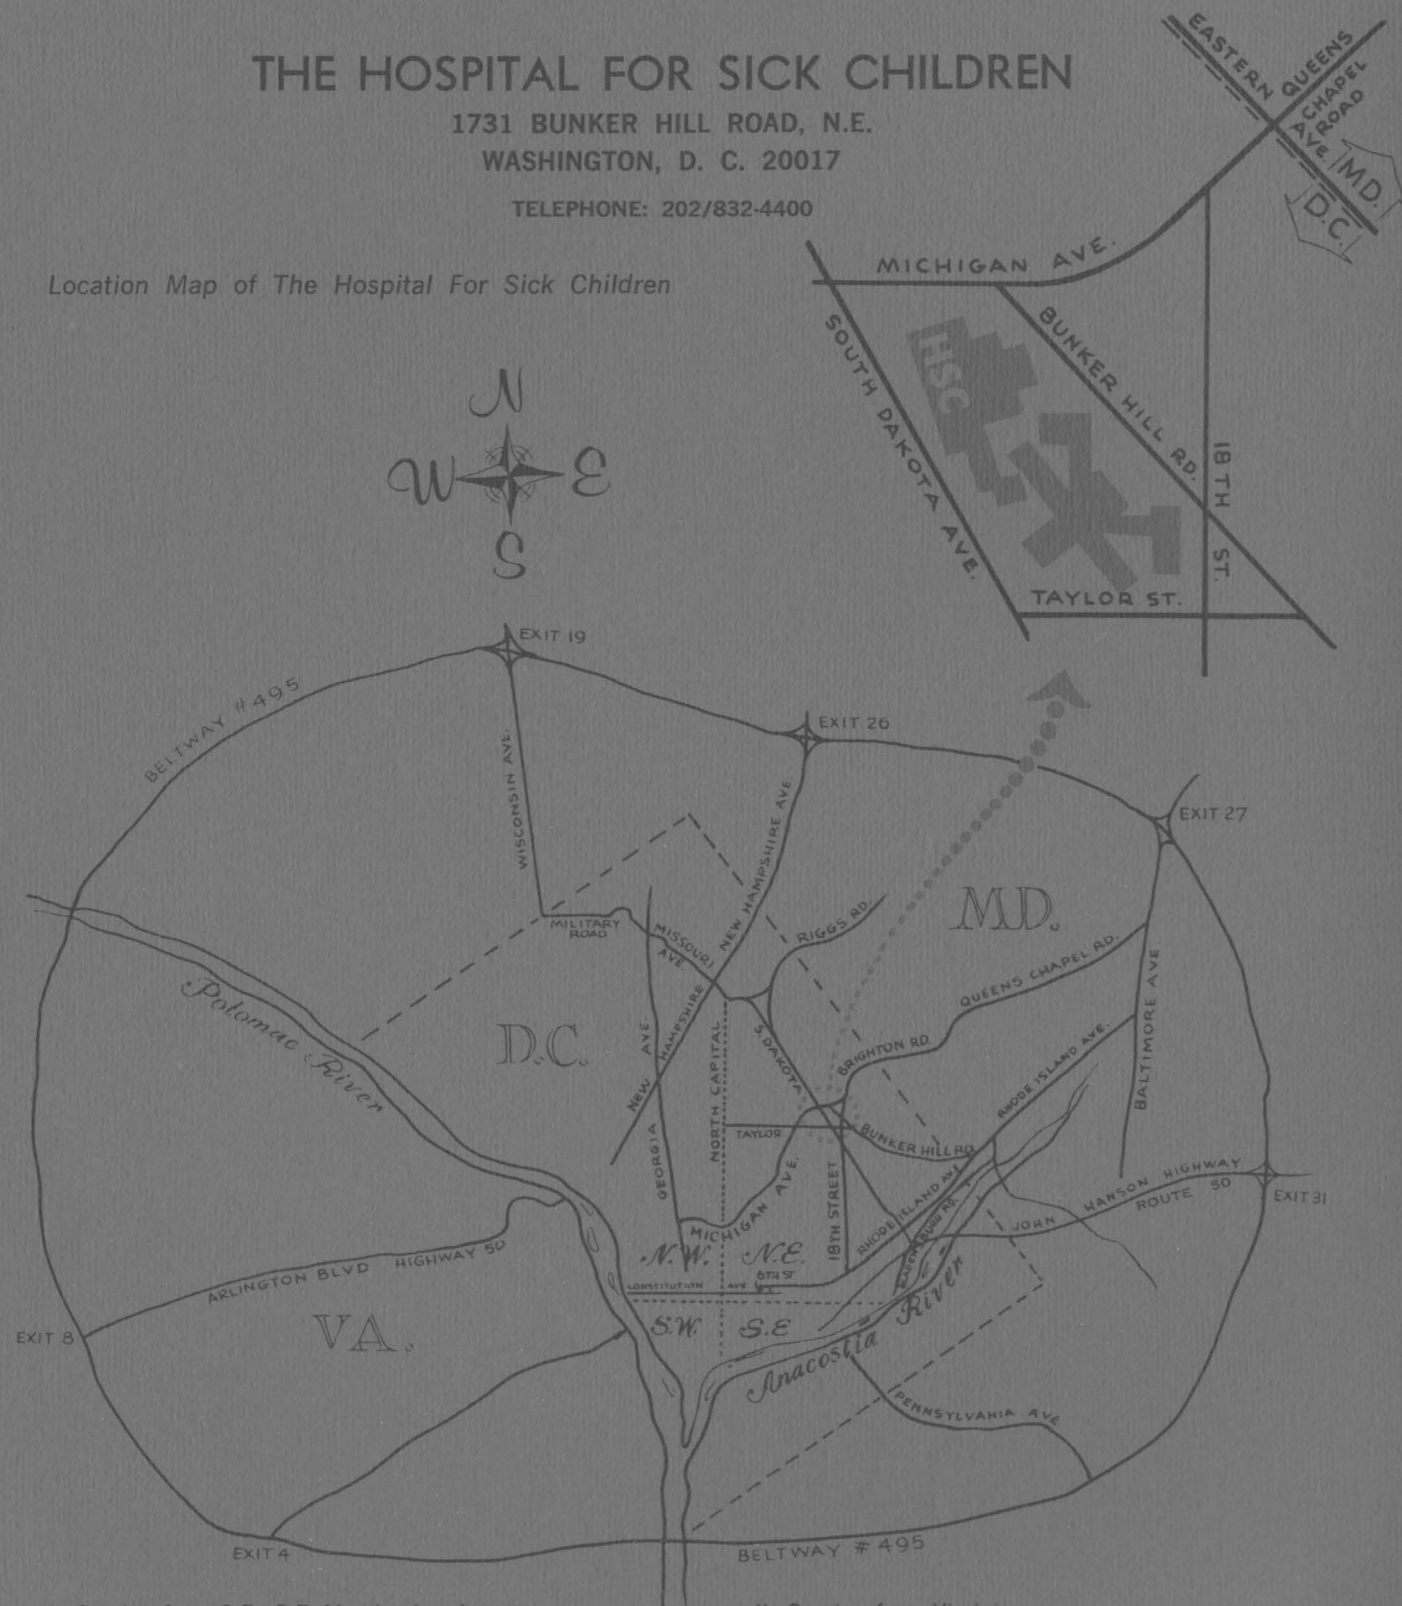 THE HOSPITAL FOR SICK CHILDREN
1731 BUNKER HILL ROAD, N.E.
WASHINGTON, D. C. 20017
TELEPHONE: 202/832-4400
Location Map of The Hospital For Sick Children
EASTERN
AVE.
QUEENS
CHAPEL
ROAD
MD.
D.C.
MICHIGAN AVE.
SOUTH DAKOTA AVE.
BUNKER HILL RD.
HSC
18TH ST.
TAYLOR ST.
N
W
E
S
EXIT 19
BELTWAY #495
EXIT 26
EXIT 27
WISCONSIN AVE.
NEW HAMPSHIRE AVE.
MILITARY
ROAD
MISSOURI
AVE
RIGGS RD.
M.D.
QUEENS CHAPEL RD.
BALTIMORE AVE
Potomac River
D.C.
NEW HAMPSHIRE
GEORGIA AVE.
NORTH CAPITAL
S. DAKOTA
BRIGHTON RD.
RHODE ISLAND AVE.
TAYLOR
BUNKER HILL RD.
MICHIGAN AVE.
18TH STREET
RHODE ISLAND AVE
JOHN HANSON HIGHWAY
ROUTE 50
EXIT 31
N.W.
N.E.
6TH ST
CONSTITUTION AVE
S.W.
S.E
ARLINGTON BLVD HIGHWAY 50
VA.
EXIT 8
Anacostia River
PENNSYLVANIA AVE
EXIT 4
BELTWAY #495